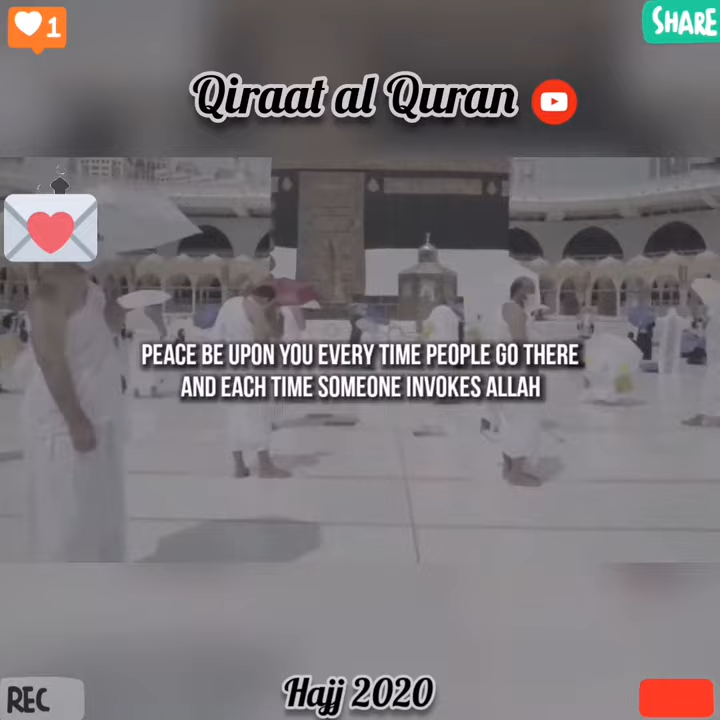 1
SHARE
Qiraat al Quran
PEACE BE UPON YOU EVERY TIME PEOPLE GO THERE
AND EACH TIME SOMEONE INVOKES ALLAH
REC
Hajj 2020